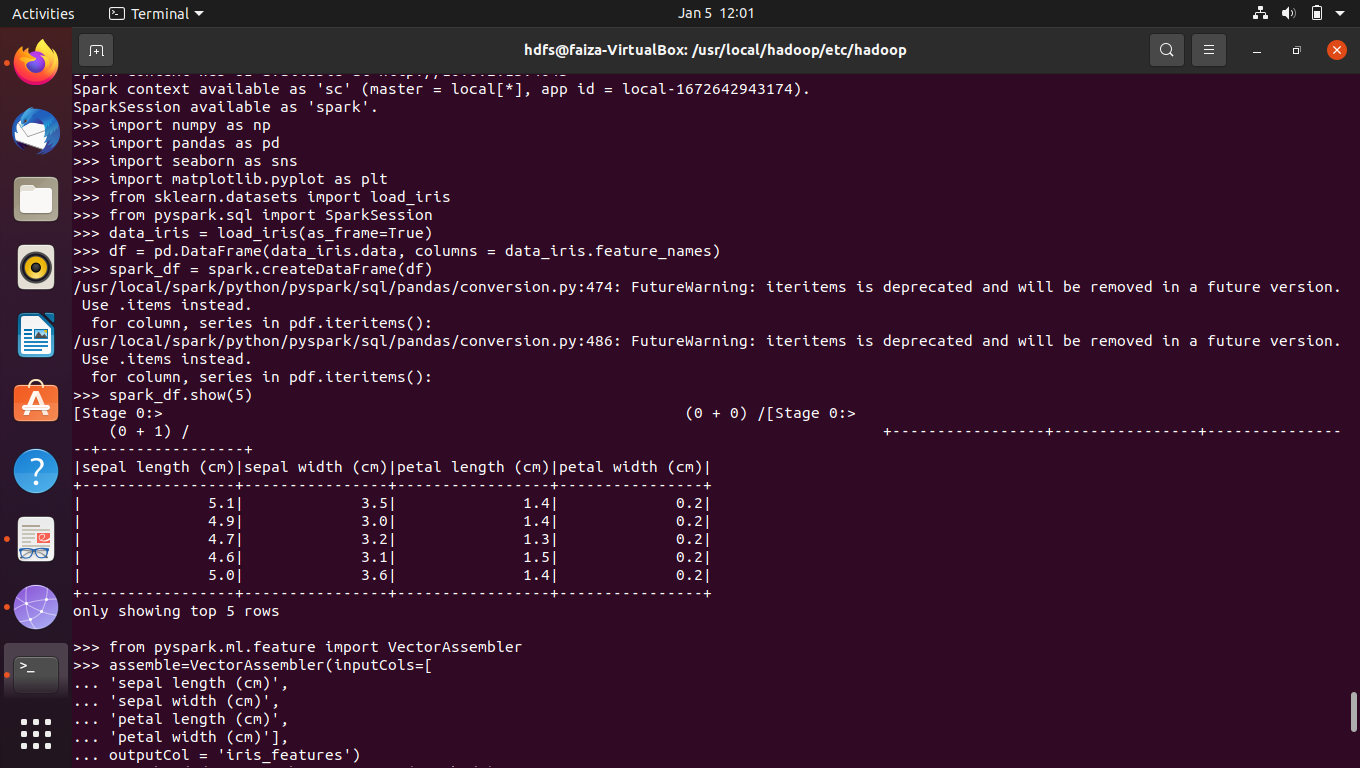 Activities
Terminal
Jan 5 12:01
hdfs@faiza-VirtualBox: /usr/local/hadoop/etc/hadoop
Spark context available as 'sc' (master = local[*], app id = local-1672642943174).
SparkSession available as 'spark'.
>>> import numpy as np
>>> import pandas as pd
>>> import seaborn as sns
>>> import matplotlib.pyplot as plt
>>> from sklearn.datasets import load_iris
>>> from pyspark.sql import SparkSession
>>> data_iris = load_iris(as_frame=True)
>>> df = pd.DataFrame(data_iris.data, columns = data_iris.feature_names)
>>> spark_df = spark.createDataFrame(df)
/usr/local/spark/python/pyspark/sql/pandas/conversion.py:474: FutureWarning: iteritems is deprecated and will be removed in a future version.
 Use .items instead.
  for column, series in pdf.iteritems():
/usr/local/spark/python/pyspark/sql/pandas/conversion.py:486: FutureWarning: iteritems is deprecated and will be removed in a future version.
 Use .items instead.
  for column, series in pdf.iteritems():
>>> spark_df.show(5)
[Stage 0:>                                                          (0 + 0) /[Stage 0:>
    (0 + 1) /                                                                             +-----------------+----------------+---------------
--+----------------+
|sepal length (cm)|sepal width (cm)|petal length (cm)|petal width (cm)|
+-----------------+----------------+-----------------+----------------+
|              5.1|             3.5|              1.4|             0.2|
|              4.9|             3.0|              1.4|             0.2|
|              4.7|             3.2|              1.3|             0.2|
|              4.6|             3.1|              1.5|             0.2|
|              5.0|             3.6|              1.4|             0.2|
+-----------------+----------------+-----------------+----------------+
only showing top 5 rows
>>> from pyspark.ml.feature import VectorAssembler
>>> assemble=VectorAssembler(inputCols=[
... 'sepal length (cm)',
... 'sepal width (cm)',
... 'petal length (cm)',
... 'petal width (cm)'],
... outputCol = 'iris_features')